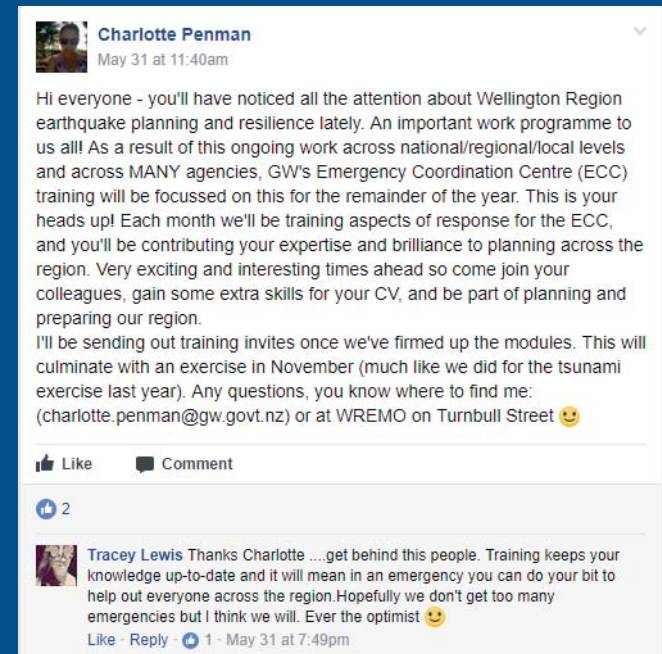 Charlotte Penman
May 31 at 11:40am
Hi everyone - you'll have noticed all the attention about Wellington Region
earthquake planning and resilience lately. An important work programme to
us all! As a result of this ongoing work across national/regional/local levels
and across MANY agencies, GW's Emergency Coordination Centre (ECC)
training will be focussed on this for the remainder of the year. This is your
heads up! Each month we'll be training aspects of response for the ECC,
and you'll be contributing your expertise and brilliance to planning across the
region. Very exciting and interesting times ahead so come join your
colleagues, gain some extra skills for your CV, and be part of planning and
preparing our region.
I'll be sending out training invites once we've firmed up the modules. This will
culminate with an exercise in November (much like we did for the tsunami
exercise last year). Any questions, you know where to find me:
(charlotte.penman@gw.govt.nz) or at WREMO on Turnbull Street
Like Comment
2
Tracey Lewis Thanks Charlotte ....get behind this people. Training keeps your
knowledge up-to-date and it will mean in an emergency you can do your bit to
help out everyone across the region.Hopefully we don't get too many
emergencies but I think we will. Ever the optimist
Like · Reply · 1 · May 31 at 7:49pm